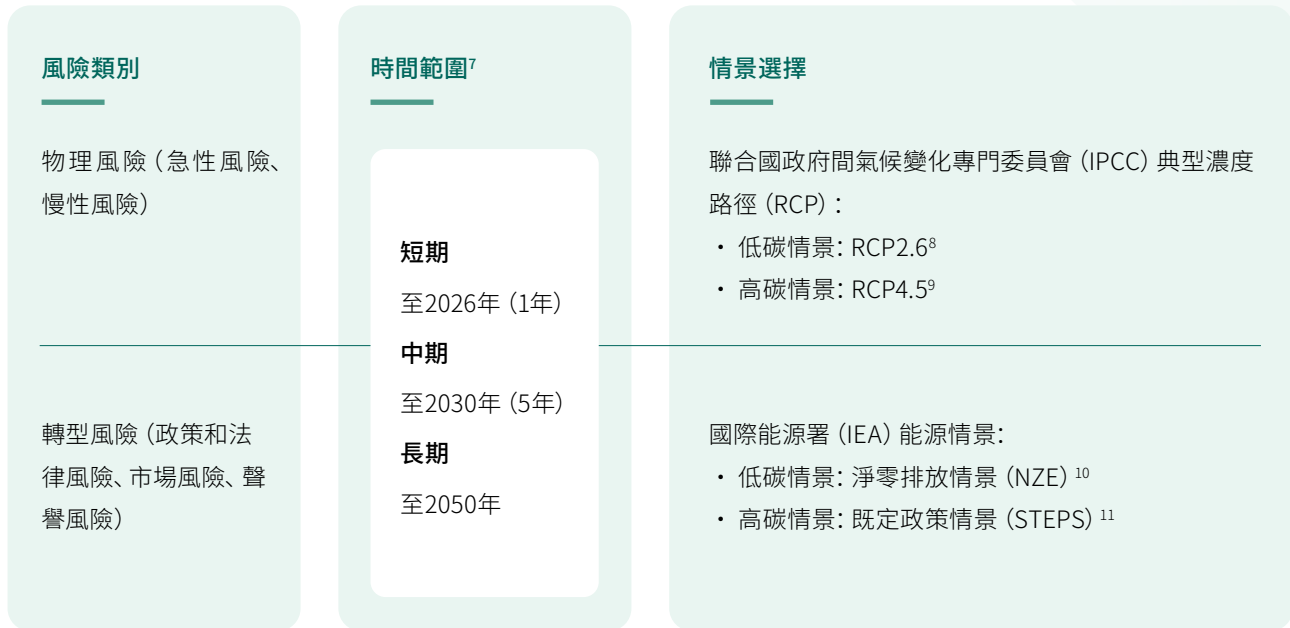 風險類別
物理風險（急性風險、
慢性風險）
轉型風險（政策和法
律風險、市場風險、聲
譽風險）
時間範圍7
短期
至2026年（1年）
中期
至2030年（5年）
長期
至2050年
情景選擇
聯合國政府間氣候變化專門委員會（IPCC）典型濃度
路徑（RCP）：
• 低碳情景：RCP2.68
• 高碳情景：RCP4.59
國際能源署（IEA）能源情景：
• 低碳情景：淨零排放情景（NZE）10
• 高碳情景：既定政策情景（STEPS）11